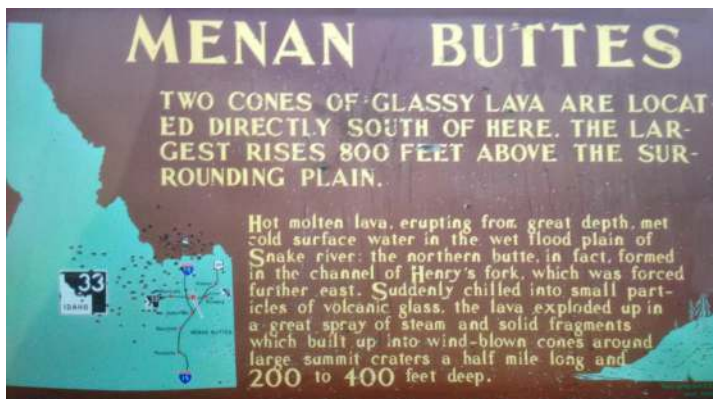 MENAN BUTTES
TWO CONES OF GLASSY LAVA ARE LOCAT-
ED DIRECTLY SOUTH OF HERE. THE LAR-
GEST RISES 800 FEET ABOVE THE SUR-
ROUNDING PLAIN.
Hot molten lava, erupting from great depth, met
cold surface water in the wet flood plain of
Snake river: the northern butte, in fact, formed
in the channel of Henry's fork, which was forced
further east. Suddenly chilled into small part-
icles of volcanic glass, the lava exploded up in
a great spray of steam and solid fragments
which built up into wind-blown cones around
large summit craters a half mile long and
200 to 400 feet deep.
33
IDAHO
MENAN BUTTES
15